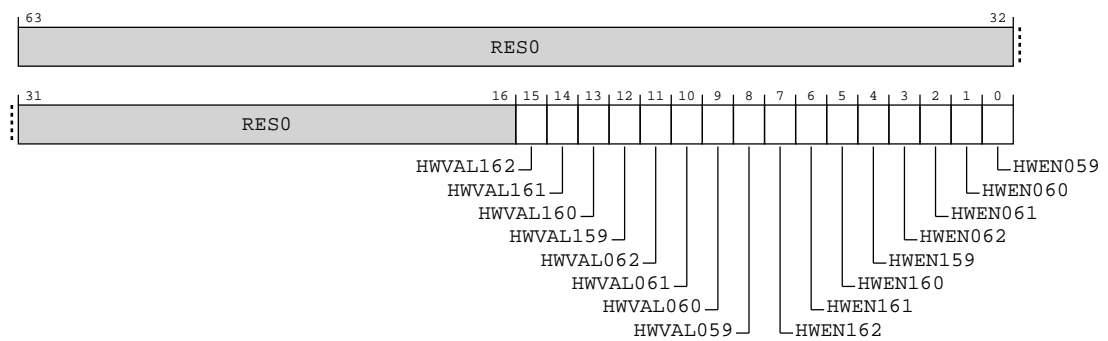 63 32
RES0
31 16 15 14 13 12 11 10 9 8 7 6 5 4 3 2 1 0
RES0
HWVAL162 HWEN059
HWVAL161 HWEN060
HWVAL160 HWEN061
HWVAL159 HWEN062
HWVAL062 HWEN159
HWVAL061 HWEN160
HWVAL060 HWEN161
HWVAL059 HWEN162